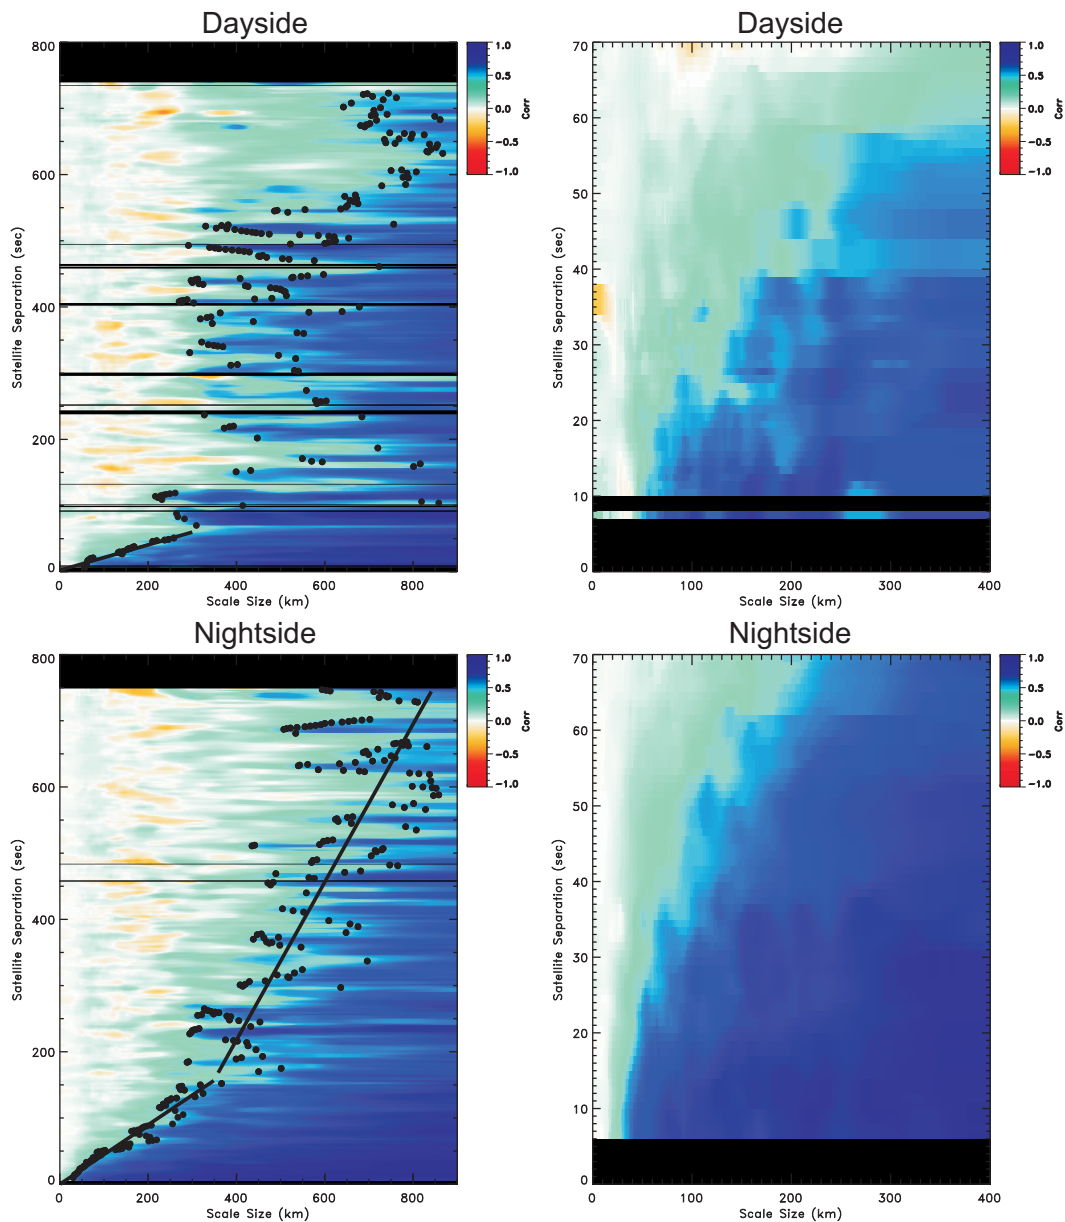 Dayside
800
600
400
200
0
Satellite Separation (sec)
0 200 400 600 800
Scale Size (km)
1.0
0.5
0.0
−0.5
−1.0
Corr
Dayside
70
60
50
40
30
20
10
0
Satellite Separation (sec)
0 100 200 300 400
Scale Size (km)
1.0
0.5
0.0
−0.5
−1.0
Corr
Nightside
800
600
400
200
0
Satellite Separation (sec)
0 200 400 600 800
Scale Size (km)
1.0
0.5
0.0
−0.5
−1.0
Corr
Nightside
70
60
50
40
30
20
10
0
Satellite Separation (sec)
0 100 200 300 400
Scale Size (km)
1.0
0.5
0.0
−0.5
−1.0
Corr